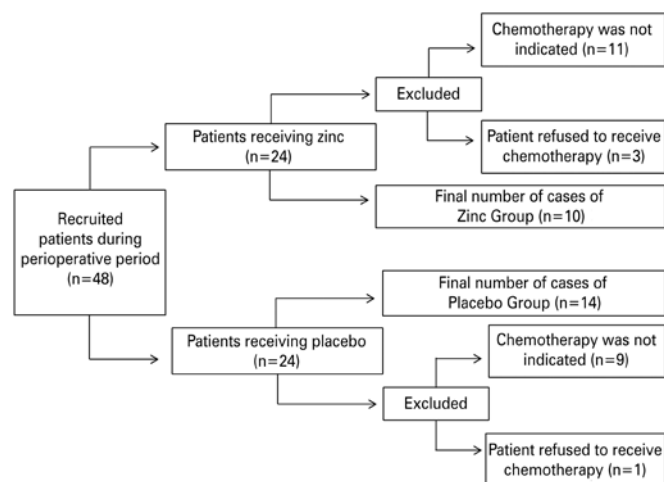 Chemotherapy was not
indicated (n=11)
Excluded
Patients receiving zinc
(n=24)
Patient refused to receive
chemotherapy (n=3)
Final number of cases of
Zinc Group (n=10)
Recruited
patients during
perioperative period
(n=48)
Final number of cases of
Placebo Group (n=14)
Patients receiving placebo
(n=24)
Chemotherapy was not
indicated (n=9)
Excluded
Patient refused to receive
chemotherapy (n=1)